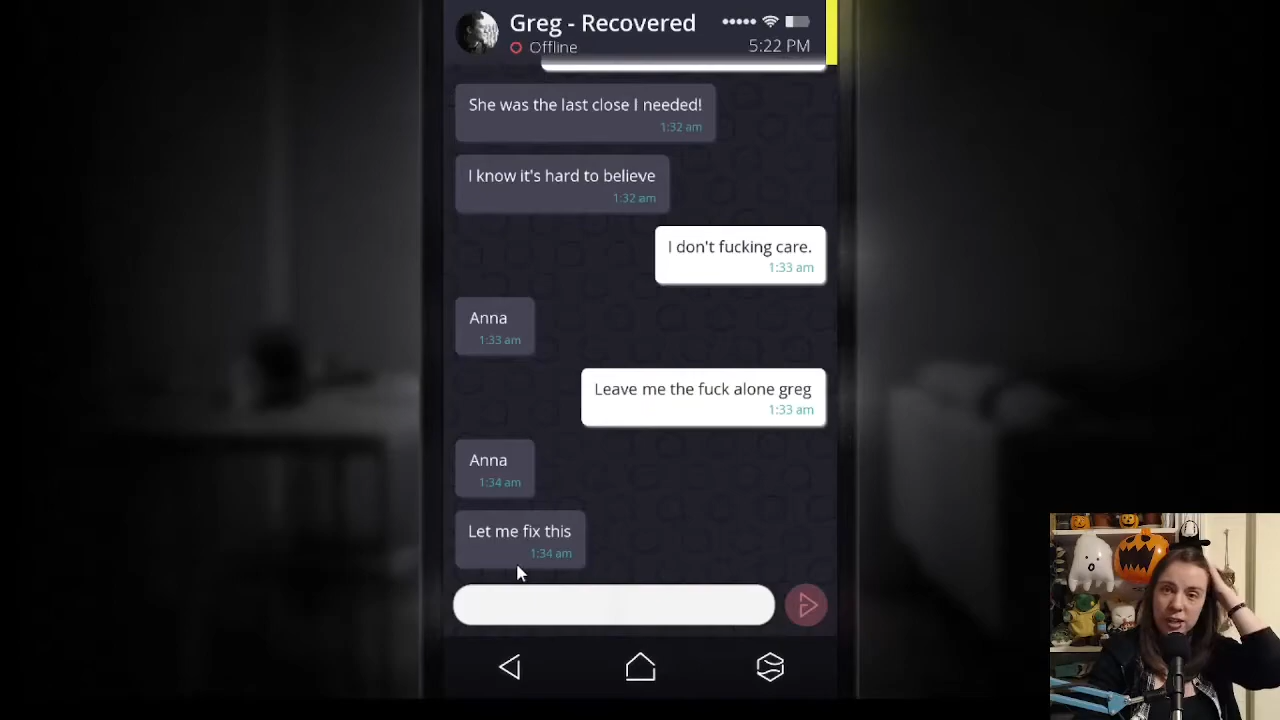 Greg - Recovered
Offline
5:22 PM
She was the last close I needed!
1:32 am
I know it's hard to believe
1:32 am
I don't fucking care.
1:33 am
Anna
1:33 am
Leave me the fuck alone greg
1:33 am
Anna
1:34 am
Let me fix this
1:34 am